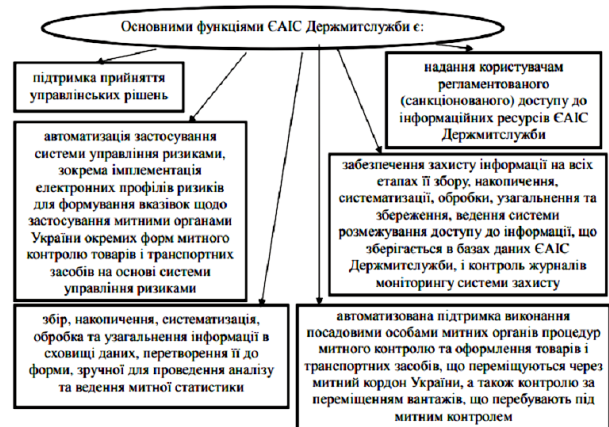 Основними функціями ЄАІС Держмитслужби є:
підтримка прийняття
управлінських рішень
надання користувачам
регламентованого
(санкціонованого) доступу до
інформаційних ресурсів ЄАІС
Держмитслужби
автоматизація застосування
системи управління ризиками,
зокрема імплементація
електронних профілів ризиків
для формування вказівок щодо
застосування митними органами
України окремих форм митного
контролю товарів і транспортних
засобів на основі системи
управління ризиками
забезпечення захисту інформації на всіх
етапах її збору, накопичення,
систематизації, обробки, узагальнення та
збереження, ведення системи
розмежування доступу до інформації, що
зберігається в базах даних ЄАІС
Держмитслужби, і контроль журналів
моніторингу системи захисту
збір, накопичення, систематизація,
обробка та узагальнення інформації в
сховищі даних, перетворення її до
форми, зручної для проведення аналізу
та ведення митної статистики
автоматизована підтримка виконання
посадовими особами митних органів процедур
митного контролю та оформлення товарів і
транспортних засобів, що переміщуються через
митний кордон України, а також контролю за
переміщенням вантажів, що перебувають під
митним контролем